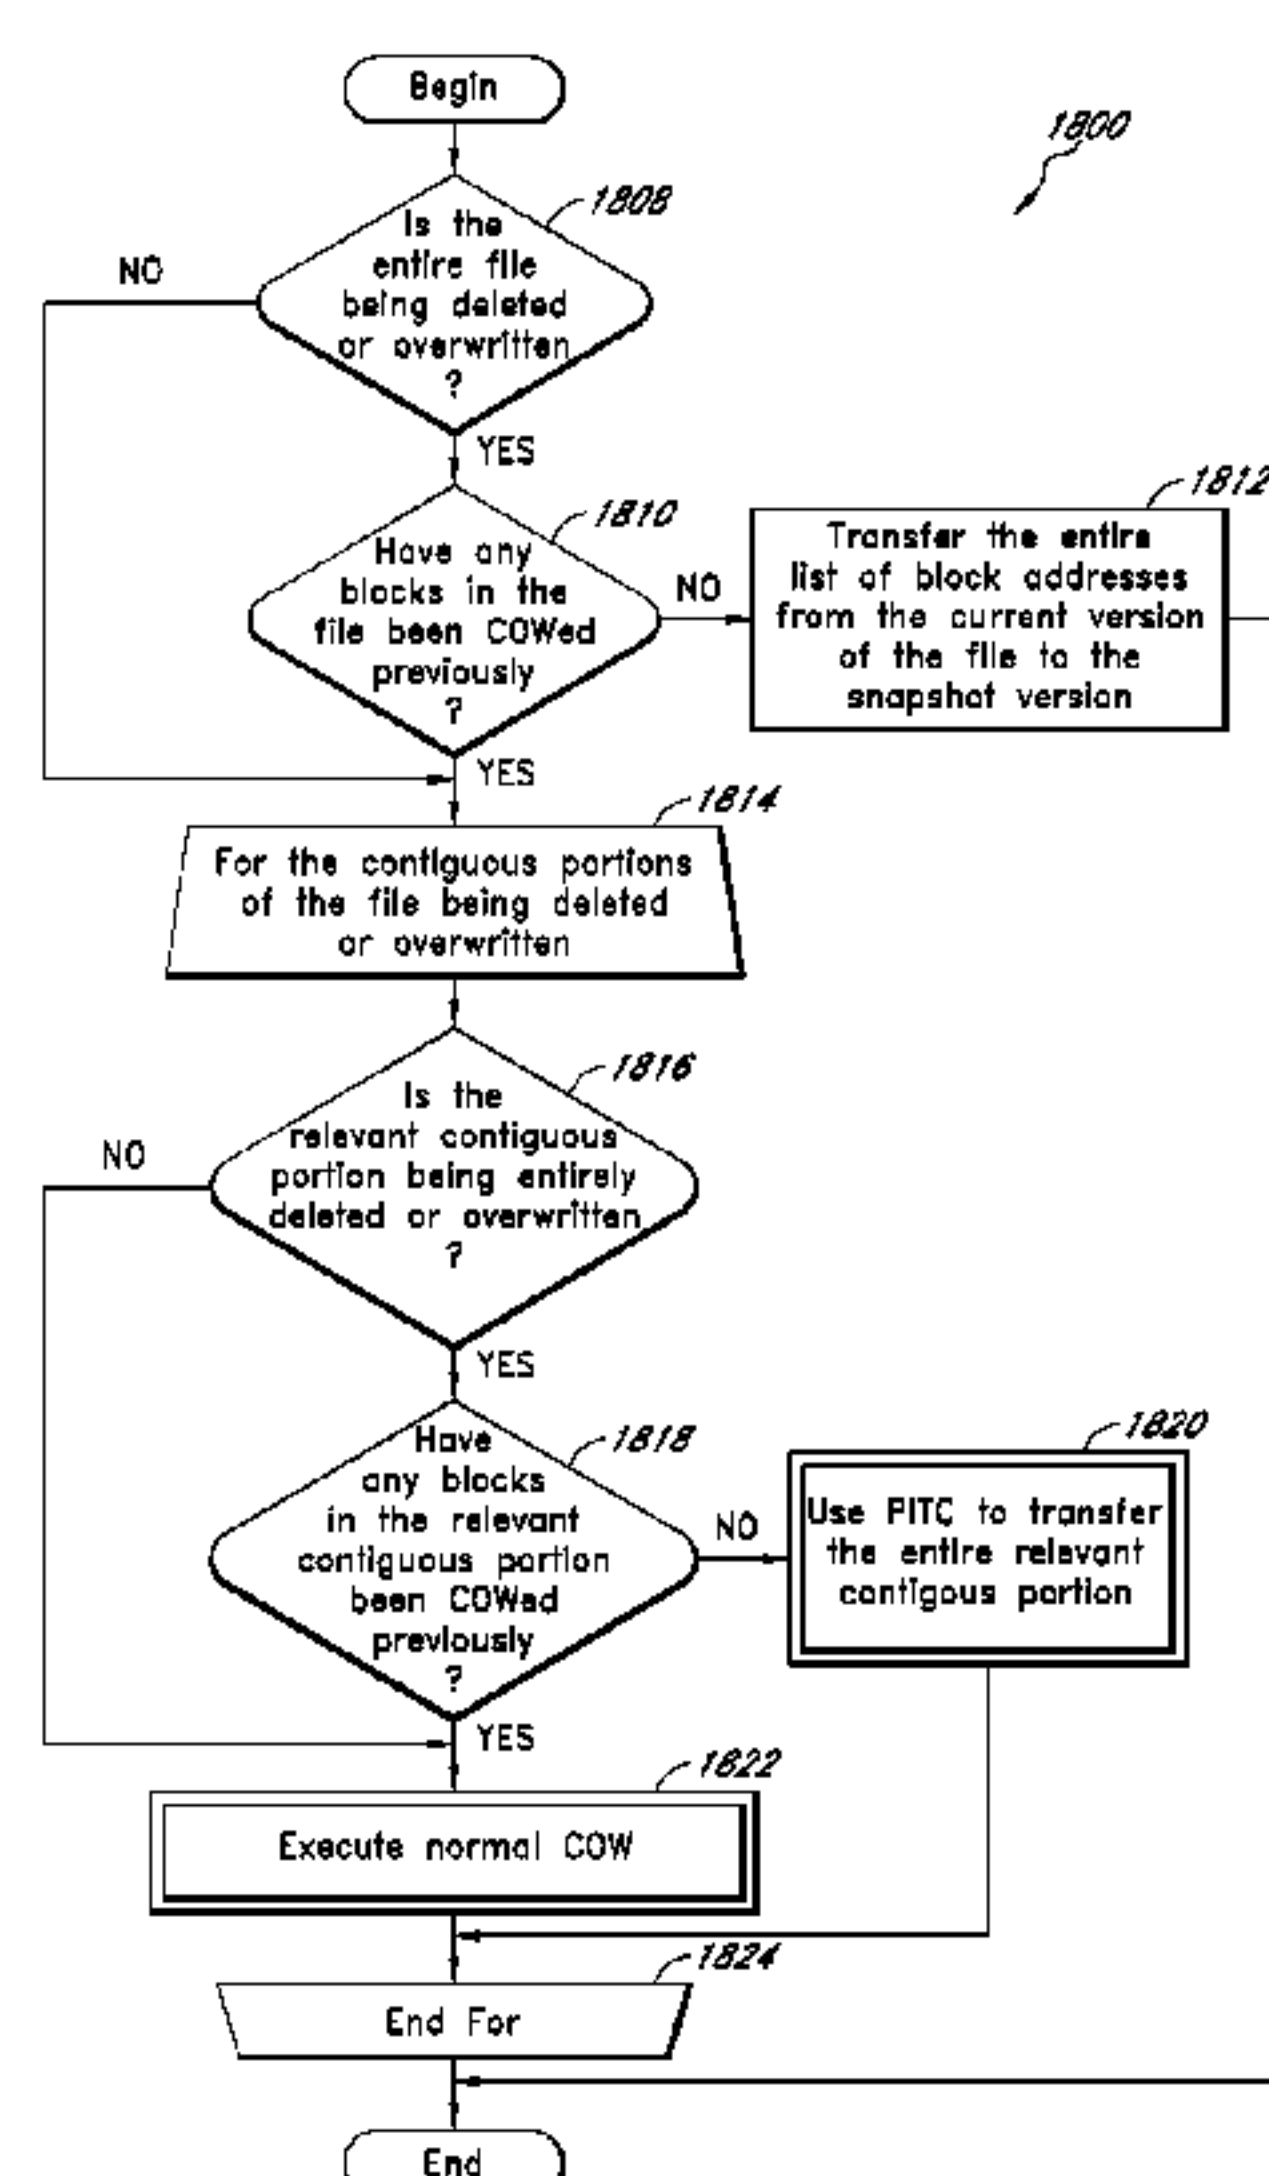 Begin
1800
1808
Is the
entire file
being deleted
or overwritten
?
NO
YES
1810
Have any
blocks in the
file been COWed
previously
?
NO
1812
Transfer the entire
list of block addresses
from the current version
of the file to the
snapshot version
YES
1814
For the contiguous portions
of the file being deleted
or overwritten
1816
Is the
relevant contiguous
portion being entirely
deleted or overwritten
?
NO
YES
1818
Have
any blocks
in the relevant
contiguous portion
been COWed
previously
?
NO
1820
Use PITC to transfer
the entire relevant
contigous portion
YES
1822
Execute normal COW
1824
End For
End